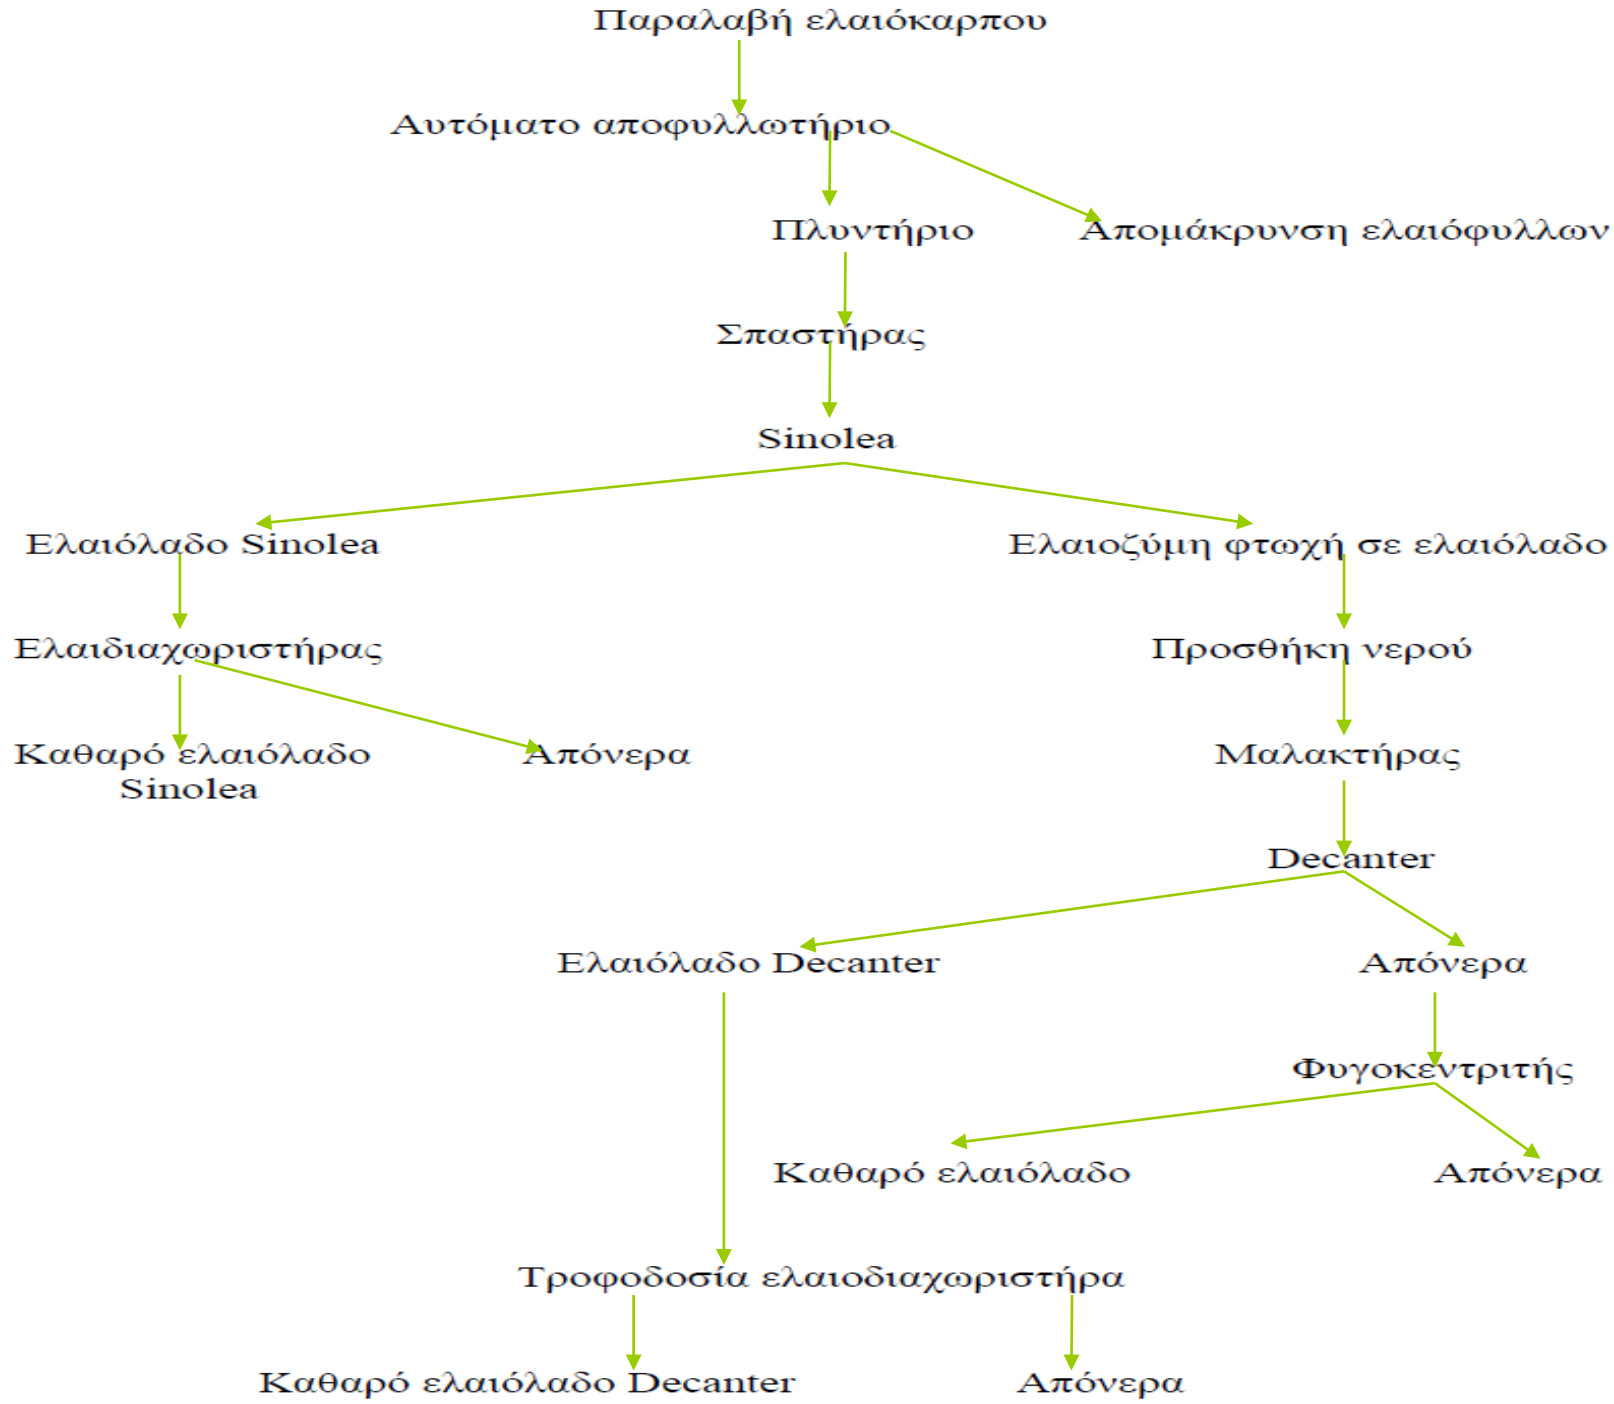 Παραλαβή ελαιόκαρπου
Αυτόματο αποφυλλωτήριο
Πλυντήριο Απομάκρυνση ελαιόφυλλων
Σπαστήρας
Sinolea
Ελαιόλαδο Sinolea Ελαιοζύμη φτωχή σε ελαιόλαδο
Ελαιδιαχωριστήρας Προσθήκη νερού
Καθαρό ελαιόλαδο Απόνερα Μαλακτήρας
Sinolea
Decanter
Ελαιόλαδο Decanter Απόνερα
Φυγοκεντριτής
Καθαρό ελαιόλαδο Απόνερα
Τροφοδοσία ελαιοδιαχωριστήρα
Καθαρό ελαιόλαδο Decanter Απόνερα